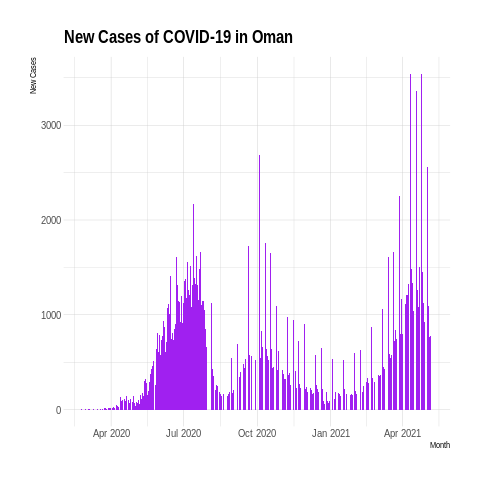 New Cases of COVID-19 in Oman
New Cases
3000
2000
1000
0
Apr 2020 Jul 2020 Oct 2020 Jan 2021 Apr 2021
Month